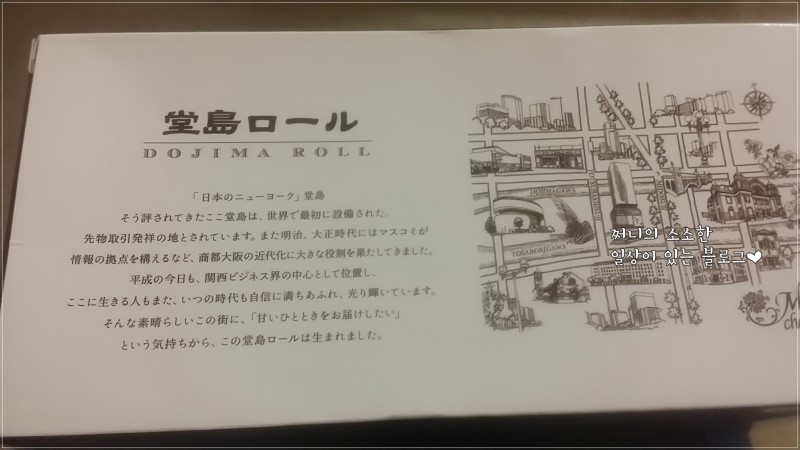 堂島ロール
DOJIMA ROLL
「日本のニューヨーク」堂島
そう評されてきたここ堂島は、世界で最初に設備された、
先物取引発祥の地とされています。また明治、大正時代にはマスコミが
情報の拠点を構えるなど、商都大阪の近代化に大きな役割を果たしてきました。
平成の今日も、関西ビジネス界の中心として位置し、
ここに生きる人もまた、いつの時代も自信に満ちあふれ、光り輝いています。
そんな素晴らしいこの街に、「甘いひとときをお届けしたい」
という気持ちから、この堂島ロールは生まれました。
DOJIMAGAWA
TOSABORIGAWA
쩌디의 소소한
일상이 있는 블로그♥